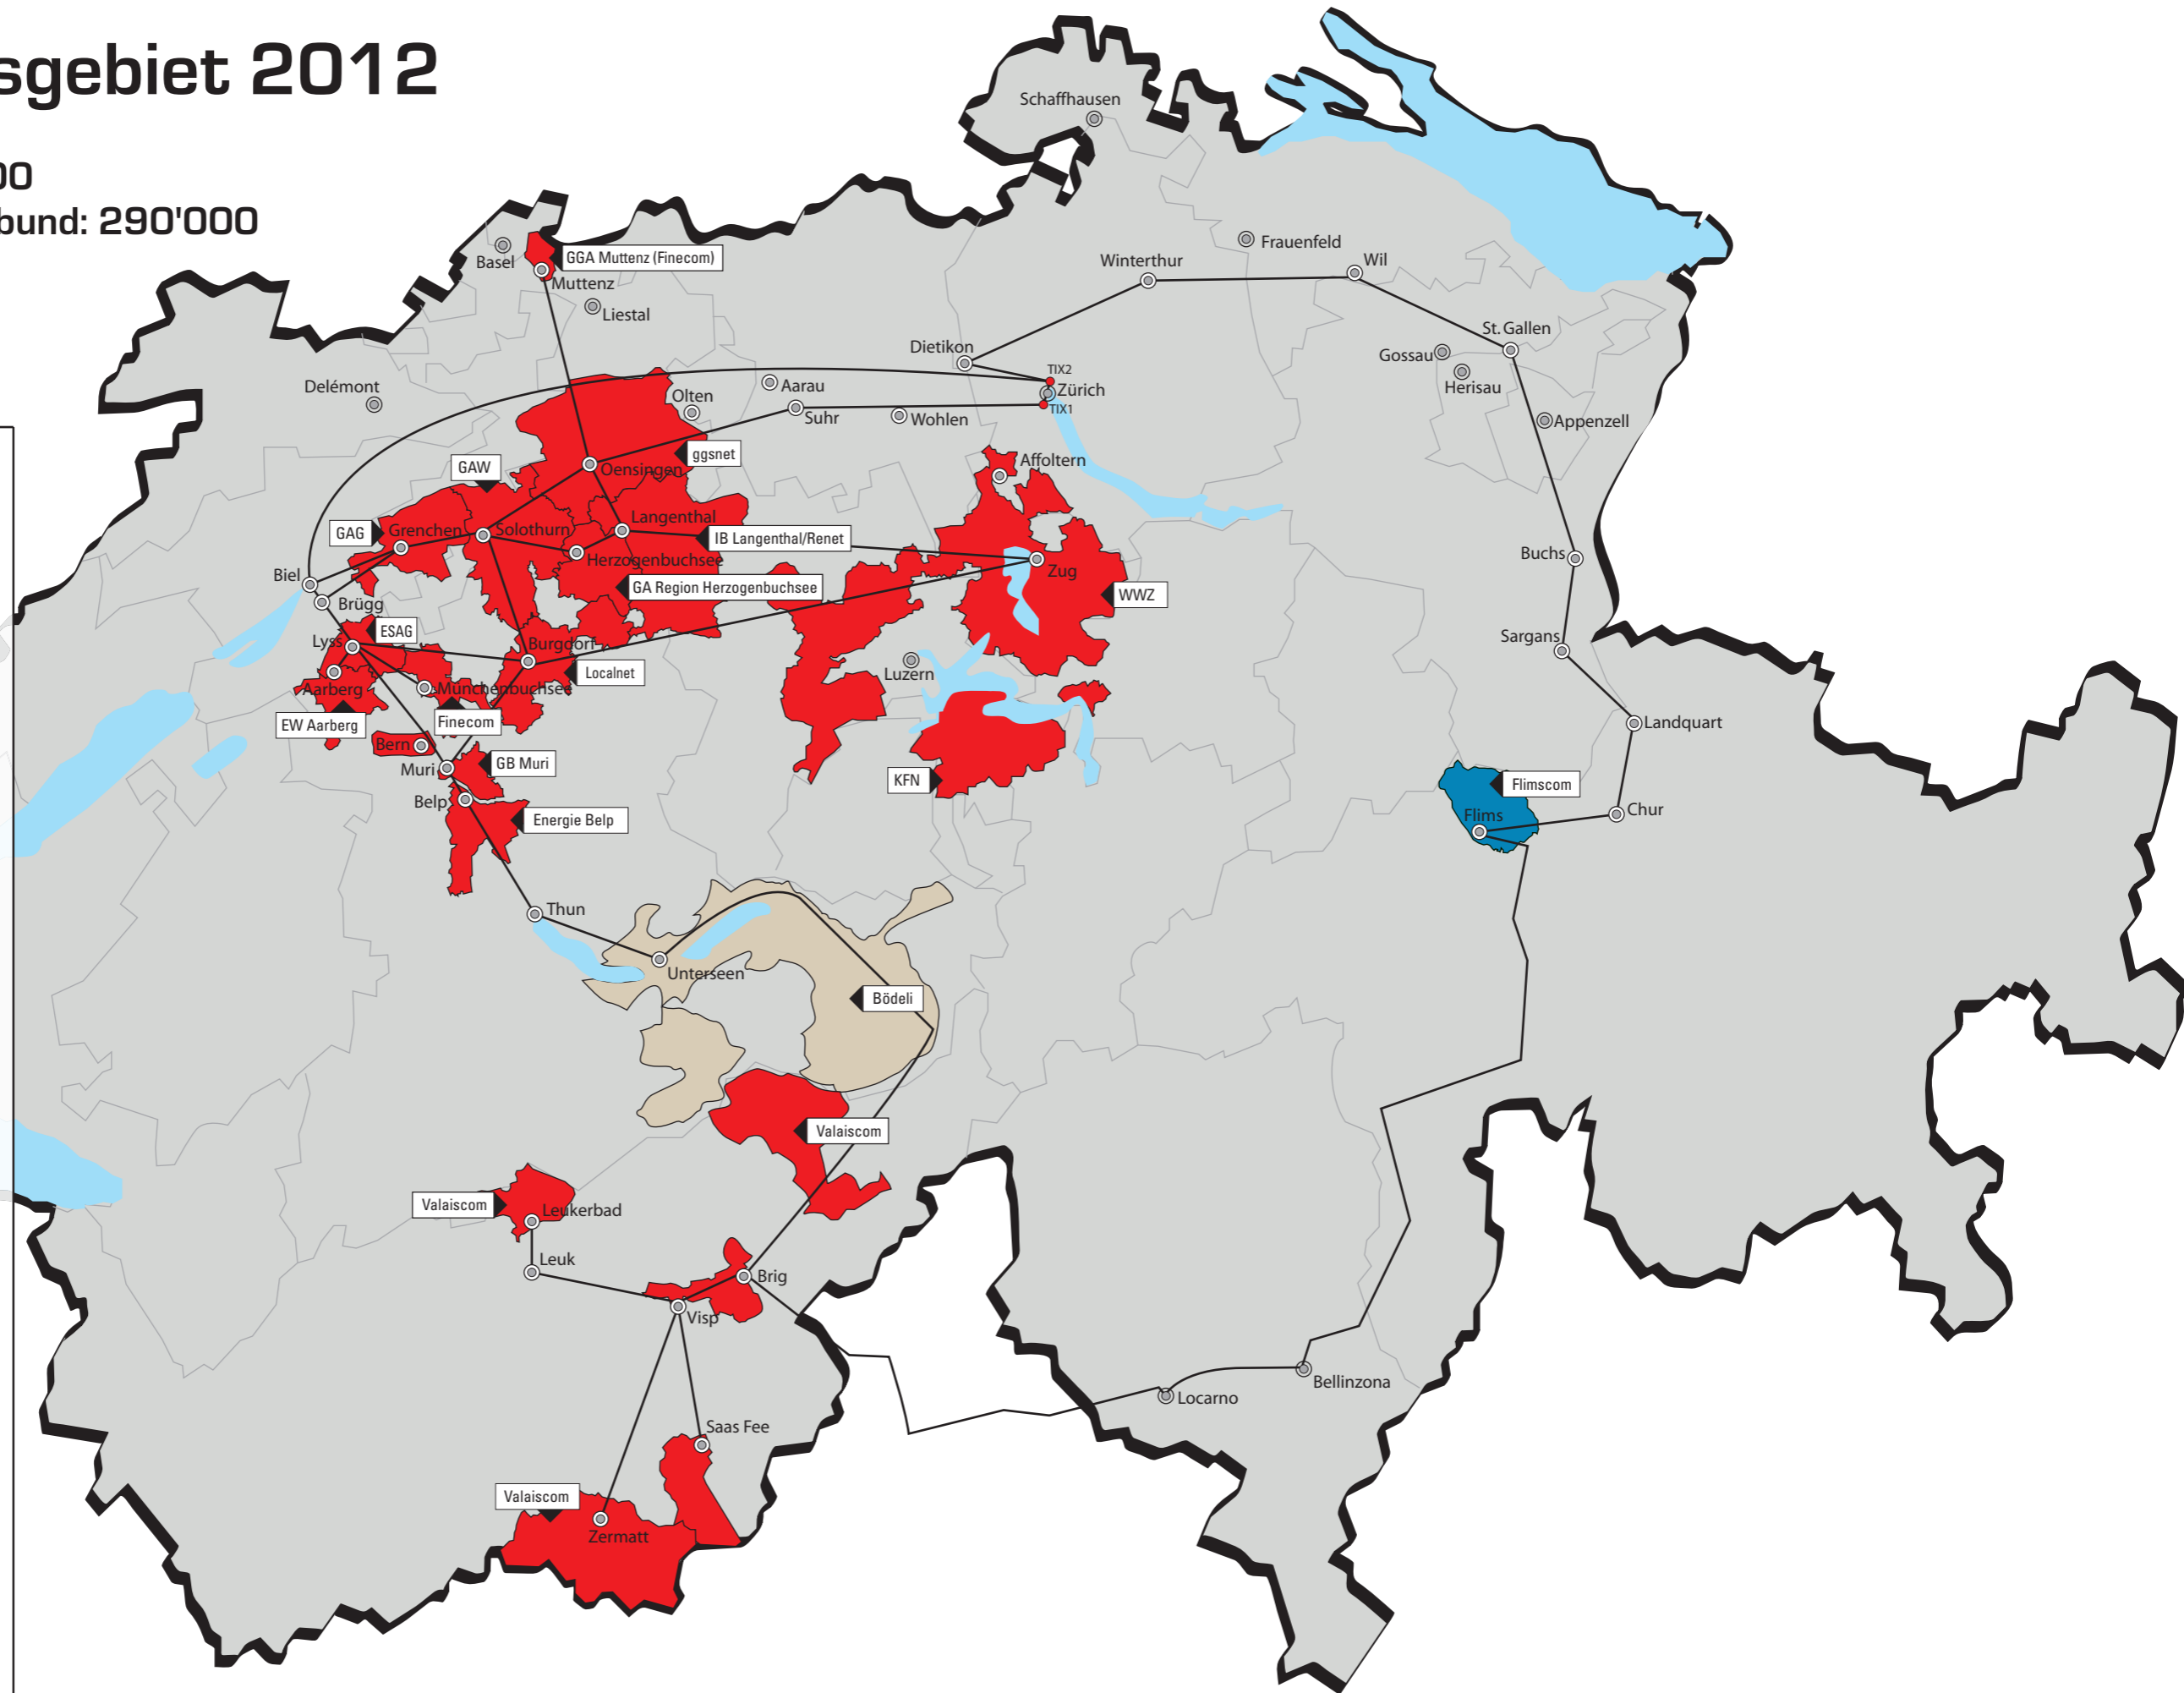 sgebiet 2012
00
bund: 290'000
Schaffhausen
Frauenfeld
Basel
GGA Muttenz (Finecom)
Muttenz
Winterthur
Wil
Liestal
St. Gallen
Dietikon
Gossau
TIX2
Delémont
Aarau
Zürich
Herisau
Olten
TIX1
Suhr
Wohlen
Appenzell
ggsnet
GAW
Affoltern
Oensingen
Langenthal
GAG
Grenchen
Solothurn
IB Langenthal/Renet
Buchs
Herzogenbuchsee
Zug
Biel
GA Region Herzogenbuchsee
WWZ
Brügg
ESAG
Sargans
Lyss
Burgdorf
Localnet
Luzern
Aarberg
Münchenbuchsee
EW Aarberg
Finecom
Landquart
Bern
GB Muri
Muri
KFN
Flimscom
Belp
Chur
Flims
Energie Belp
Thun
Unterseen
Bödeli
Valaiscom
Valaiscom
Leukerbad
Leuk
Brig
Visp
Bellinzona
Locarno
Saas Fee
Valaiscom
Zermatt